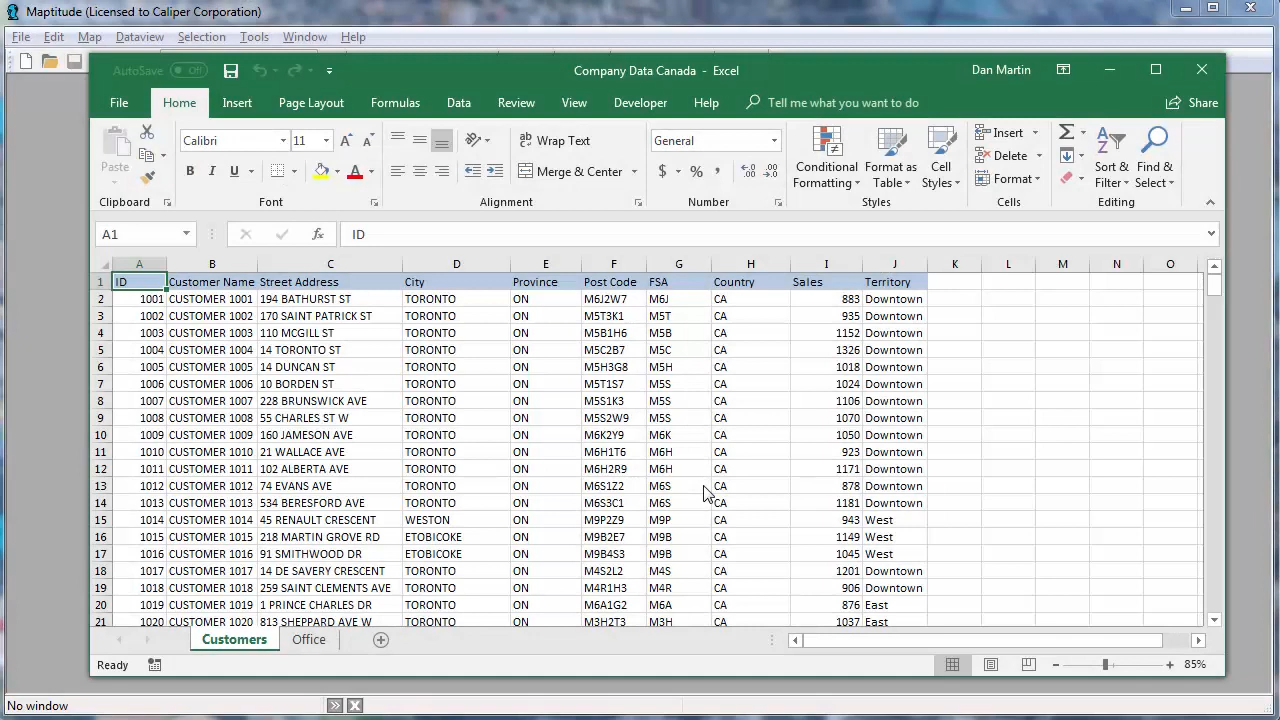 Maptitude (Licensed to Caliper Corporation)
File Edit Map Dataview Selection Tools Window Help
AutoSave Off Company Data Canada - Excel Dan Martin
File Home Insert Page Layout Formulas Data Review View Developer Help Tell me what you want to do Share
Paste Calibri 11 Wrap Text General Conditional Formatting Format as Table Cell Styles Insert Sort & Filter Find & Select
B I U Merge & Center $ % , Delete
Format
Clipboard Font Alignment Number Styles Cells Editing
A1 fx ID
A B C D E F G H I J K L M N O
1 ID Customer Name Street Address City Province Post Code FSA Country Sales Territory
2 1001 CUSTOMER 1001 194 BATHURST ST TORONTO ON M6J2W7 M6J CA 883 Downtown
3 1002 CUSTOMER 1002 170 SAINT PATRICK ST TORONTO ON M5T3K1 M5T CA 935 Downtown
4 1003 CUSTOMER 1003 110 MCGILL ST TORONTO ON M5B1H6 M5B CA 1152 Downtown
5 1004 CUSTOMER 1004 14 TORONTO ST TORONTO ON M5C2B7 M5C CA 1326 Downtown
6 1005 CUSTOMER 1005 14 DUNCAN ST TORONTO ON M5H3G8 M5H CA 1018 Downtown
7 1006 CUSTOMER 1006 10 BORDEN ST TORONTO ON M5T1S7 M5S CA 1024 Downtown
8 1007 CUSTOMER 1007 228 BRUNSWICK AVE TORONTO ON M5S1K3 M5S CA 1106 Downtown
9 1008 CUSTOMER 1008 55 CHARLES ST W TORONTO ON M5S2W9 M5S CA 1070 Downtown
10 1009 CUSTOMER 1009 160 JAMESON AVE TORONTO ON M6K2Y9 M6K CA 1050 Downtown
11 1010 CUSTOMER 1010 21 WALLACE AVE TORONTO ON M6H1T6 M6H CA 923 Downtown
12 1011 CUSTOMER 1011 102 ALBERTA AVE TORONTO ON M6H2R9 M6H CA 1171 Downtown
13 1012 CUSTOMER 1012 74 EVANS AVE TORONTO ON M6S1Z2 M6S CA 878 Downtown
14 1013 CUSTOMER 1013 534 BERESFORD AVE TORONTO ON M6S3C1 M6S CA 1181 Downtown
15 1014 CUSTOMER 1014 45 RENAULT CRESCENT WESTON ON M9P2Z9 M9P CA 943 West
16 1015 CUSTOMER 1015 218 MARTIN GROVE RD ETOBICOKE ON M9B2E7 M9B CA 1149 West
17 1016 CUSTOMER 1016 91 SMITHWOOD DR ETOBICOKE ON M9B4S3 M9B CA 1045 West
18 1017 CUSTOMER 1017 14 DE SAVERY CRESCENT TORONTO ON M4S2L2 M4S CA 1201 Downtown
19 1018 CUSTOMER 1018 259 SAINT CLEMENTS AVE TORONTO ON M4R1H3 M4R CA 906 Downtown
20 1019 CUSTOMER 1019 1 PRINCE CHARLES DR TORONTO ON M6A1G2 M6A CA 876 East
21 1020 CUSTOMER 1020 813 SHEPPARD AVE W TORONTO ON M3H2T3 M3H CA 1037 East
Customers Office
Ready 85%
No window